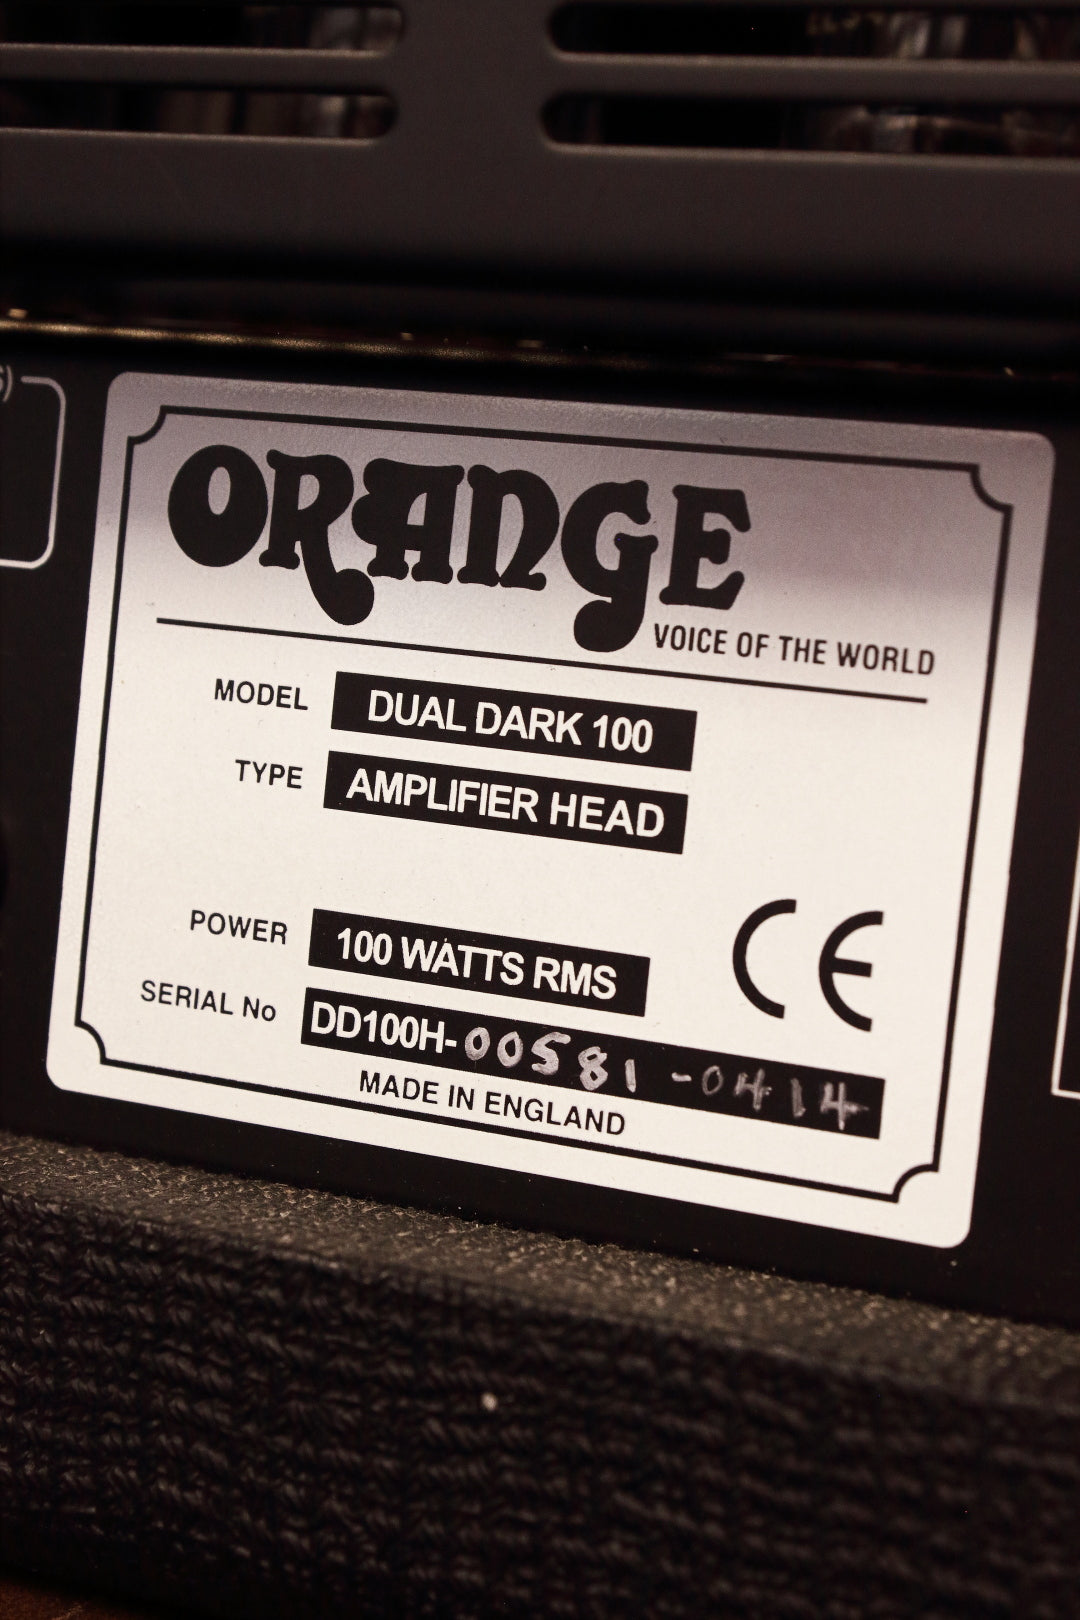 ORANGE
VOICE OF THE WORLD
MODEL DUAL DARK 100
TYPE AMPLIFIER HEAD
POWER 100 WATTS RMS
CE
SERIAL No DD100H-00581 -0414
MADE IN ENGLAND